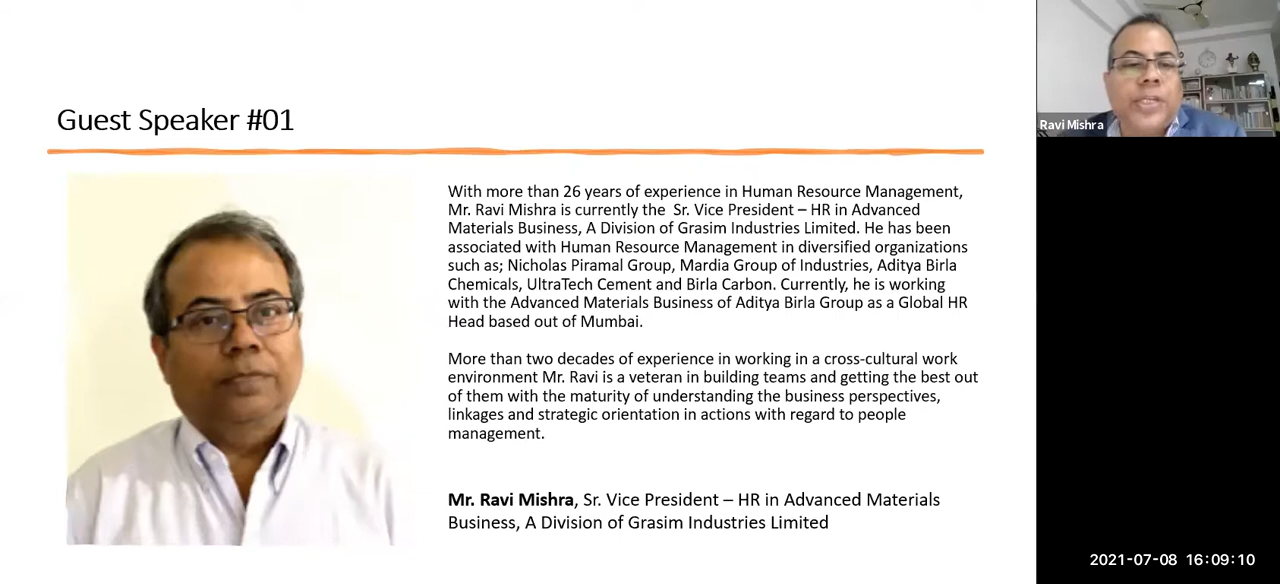 Guest Speaker #01
With more than 26 years of experience in Human Resource Management,
Mr. Ravi Mishra is currently the  Sr. Vice President – HR in Advanced
Materials Business, A Division of Grasim Industries Limited. He has been
associated with Human Resource Management in diversified organizations
such as; Nicholas Piramal Group, Mardia Group of Industries, Aditya Birla
Chemicals, UltraTech Cement and Birla Carbon. Currently, he is working
with the Advanced Materials Business of Aditya Birla Group as a Global HR
Head based out of Mumbai.
More than two decades of experience in working in a cross-cultural work
environment Mr. Ravi is a veteran in building teams and getting the best out
of them with the maturity of understanding the business perspectives,
linkages and strategic orientation in actions with regard to people
management.
Mr. Ravi Mishra, Sr. Vice President – HR in Advanced Materials
Business, A Division of Grasim Industries Limited
Ravi Mishra
2021-07-08 16:09:10